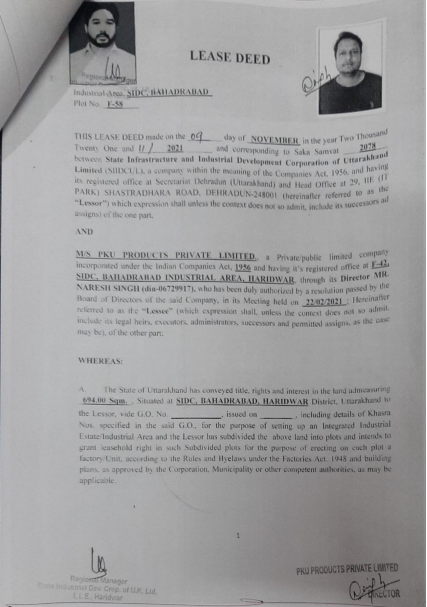 LEASE DEED
Regional Manager
Industrial Area, SIDC, BAHADRABAD
Plot No. F-58
THIS LEASE DEED made on the 09 day of NOVEMBER in the year Two Thousand
Twenty One and 11/ 2021 and corresponding to Saka Samvat 2078
between State Infrastructure and Industrial Development Corporation of Uttarakhand
Limited (SIIDCUL), a company within the meaning of the Companies Act, 1956, and having
its registered office at Secretariat Dehradun (Uttarakhand) and Head Office at 29, IIE (IT
PARK) SHASTRADHARA ROAD, DEHRADUN-248001 (hereinafter referred to as the
"Lessor") which expression shall unless the context does not so admit, include its successors ad
assigns) of the one part.
AND
M/S PKU PRODUCTS PRIVATE LIMITED, a Private/public limited company
incorporated under the Indian Companies Act, 1956 and having it's registered office at F-42,
SIDC, BAHADRABAD INDUSTRIAL AREA, HARIDWAR, through its Director MR.
NARESH SINGH (din-06729917), who has been duly authorized by a resolution passed by the
Board of Directors of the said Company, in its Meeting held on 22/02/2021; Hereinafter
referred to as the "Lessee" (which expression shall, unless the context does not so admit,
include its legal heirs, executors, administrators, successors and permitted assigns, as the case
may be), of the other part.
WHEREAS:
A. The State of Uttarakhand has conveyed title, rights and interest in the land admeasuring
694.00 Sqm., Situated at SIDC, BAHADRABAD, HARIDWAR District, Uttarakhand to
the Lessor, vide G.O. No. __________, issued on __________, including details of Khasra
Nos. specified in the said G.O., for the purpose of setting up an Integrated Industrial
Estate/Industrial Area and the Lessor has subdivided the above land into plots and intends to
grant leasehold right in such Subdivided plots for the purpose of erecting on each plot a
factory/Unit, according to the Rules and Byelaws under the Factories Act, 1948 and building
plans, as approved by the Corporation, Municipality or other competent authorities, as may be
applicable.
1
Regional Manager
State Industrial Dev. Corp. of U.K. Ltd.
I. I. E., Haridwar
PKU PRODUCTS PRIVATE LIMITED
DIRECTOR